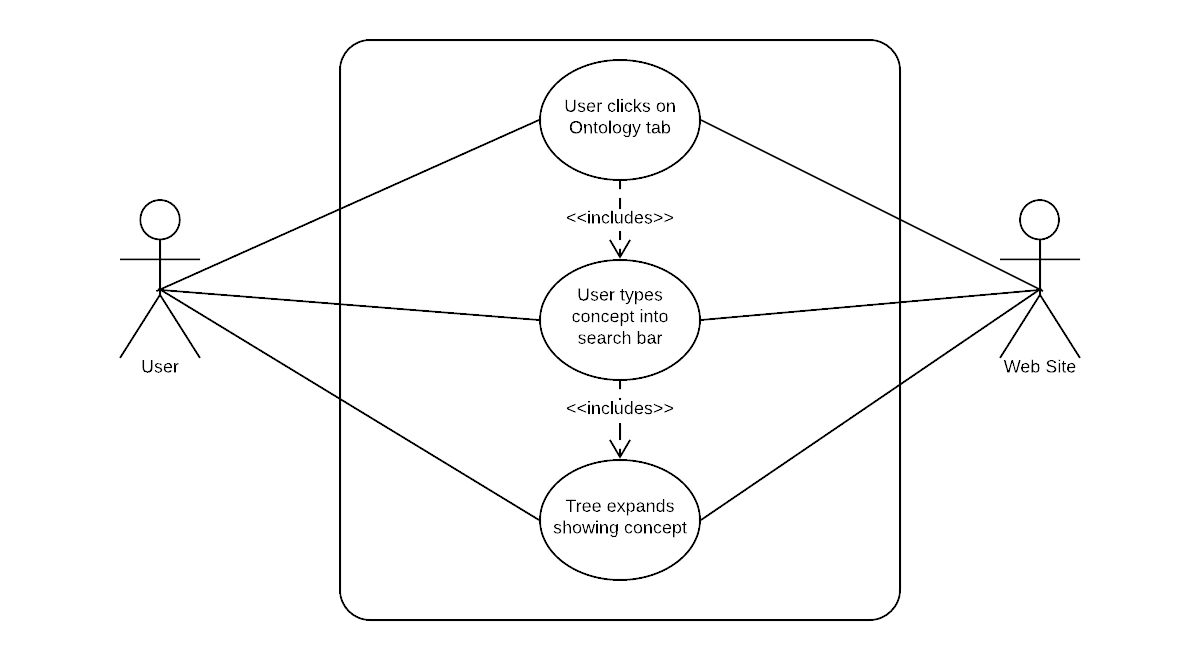 User clicks on
Ontology tab
<<includes>>
User types
concept into
search bar
User
Web Site
<<includes>>
Tree expands
showing concept